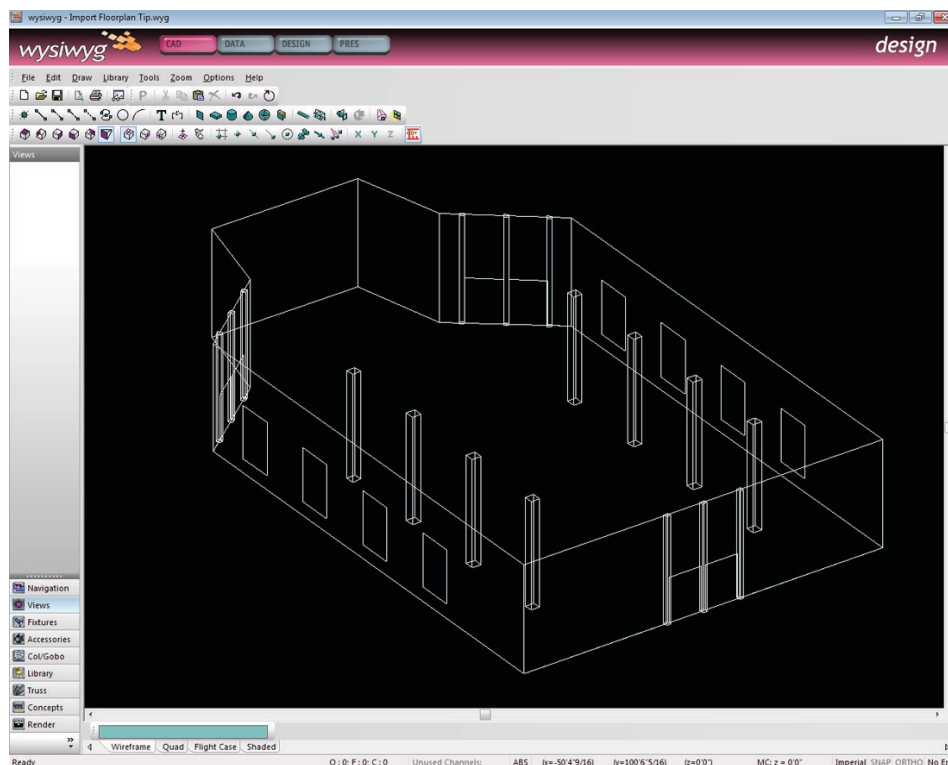 wysiwyg - Import Floorplan Tip.wyg
wysiwyg CAD DATA DESIGN PRES design
File Edit Draw Library Tools Zoom Options Help
P
T
X Y Z
Views
Navigation
Views
Fixtures
Accessories
Col/Gobo
Library
Truss
Concepts
Render
Wireframe Quad Flight Case Shaded
Ready O : 0: F : 0: C : 0 Unused Channels: ABS (x=-50'4"9/16) (y=100'6"5/16) (z=0'0") MC: z = 0'0" Imperial SNAP ORTHO